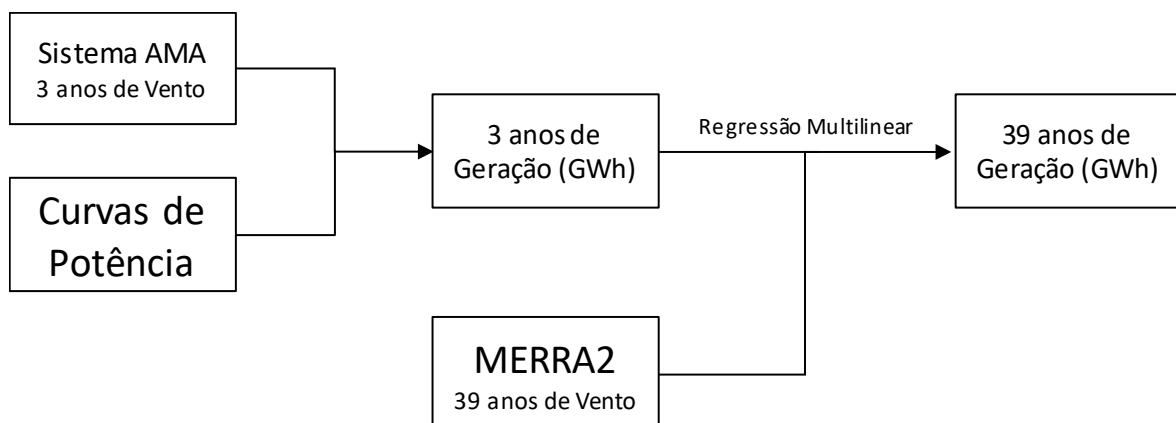 Sistema AMA
3 anos de Vento
Curvas de
Potência
3 anos de
Geração (GWh)
Regressão Multilinear
39 anos de
Geração (GWh)
MERRA2
39 anos de Vento